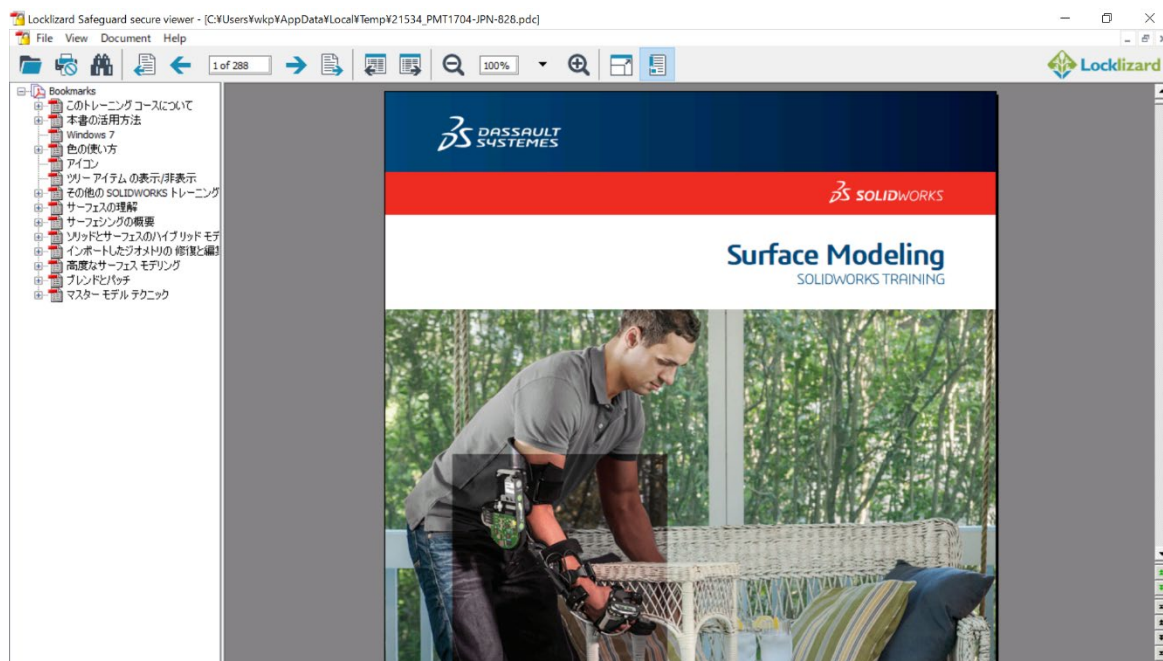 Locklizard Safeguard secure viewer - [C:¥Users¥wkp¥AppData¥Local¥Temp¥21534_PMT1704-JPN-828.pdc]
File View Document Help
1 of 288
100%
Locklizard
Bookmarks
このトレーニング コースについて
本書の活用方法
Windows 7
色の使い方
アイコン
ツリー アイテム の表示/非表示
その他の SOLIDWORKS トレーニング
サーフェスの理解
サーフェシングの概要
ソリッドとサーフェスのハイブリッド モデ
インポートしたジオメトリの 修復と編集
高度なサーフェス モデリング
ブレンドとパッチ
マスター モデル テクニック
DASSAULT
SYSTEMES
SOLIDWORKS
Surface Modeling
SOLIDWORKS TRAINING